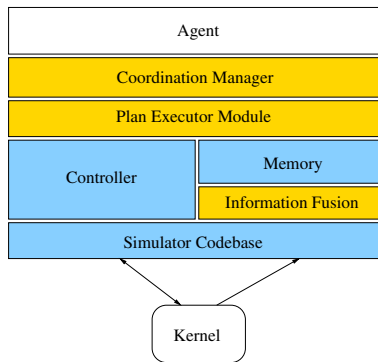 Agent
Coordination Manager
Plan Executor Module
Controller
Memory
Information Fusion
Simulator Codebase
Kernel